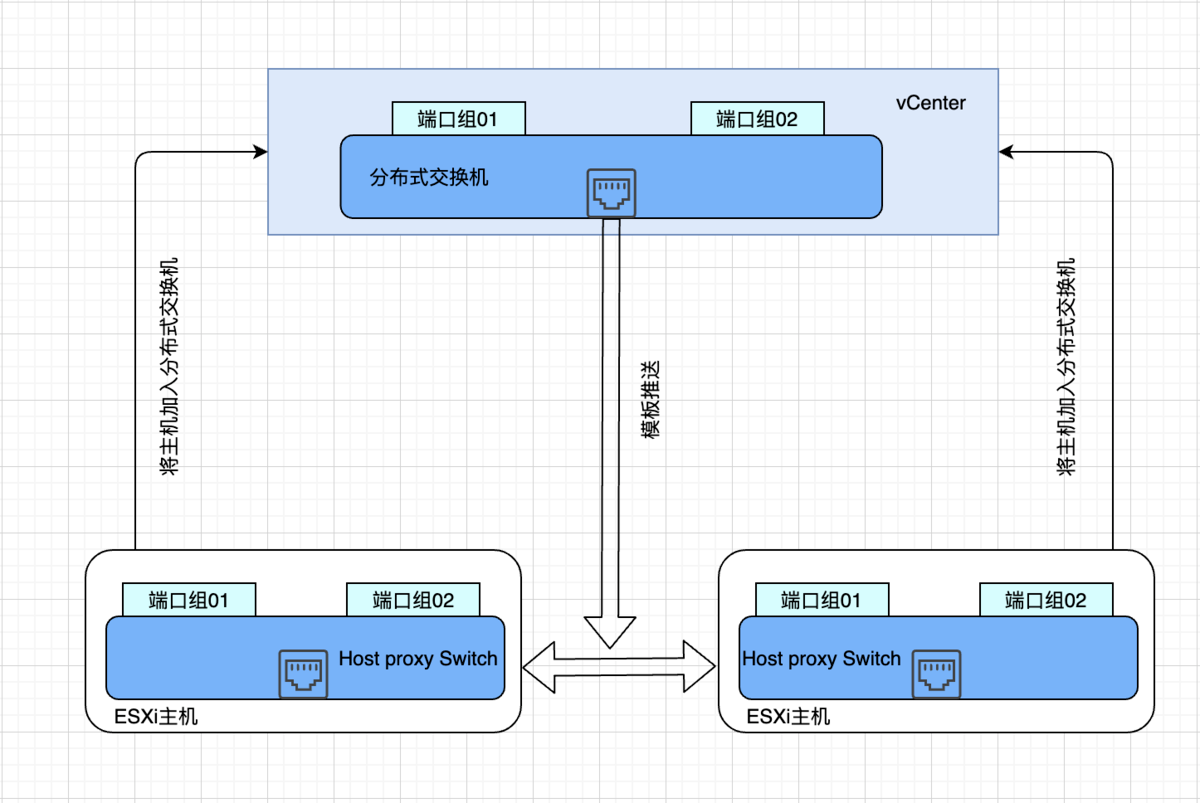 vCenter
端口组01
端口组02
分布式交换机
将主机加入分布式交换机
模板推送
将主机加入分布式交换机
端口组01
端口组02
Host proxy Switch
ESXi主机
端口组01
端口组02
Host proxy Switch
ESXi主机